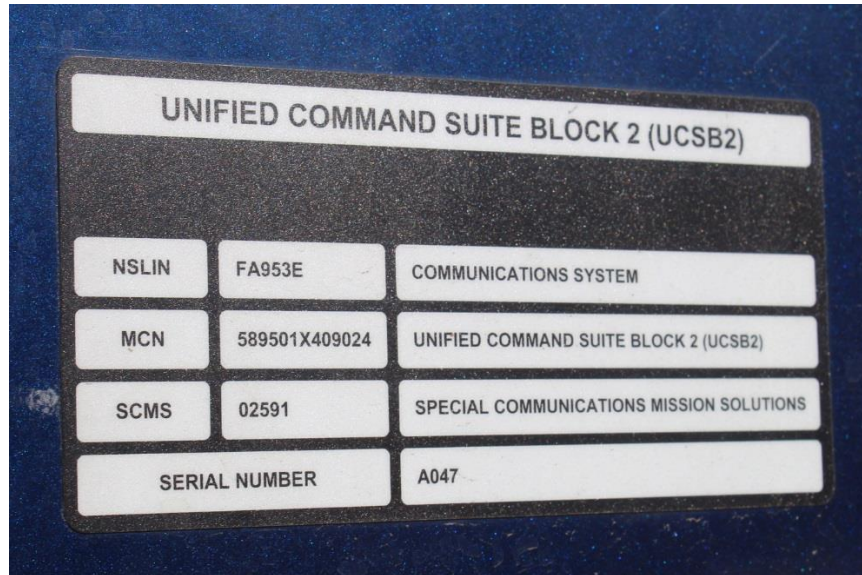 UNIFIED COMMAND SUITE BLOCK 2 (UCSB2)
NSLIN FA953E COMMUNICATIONS SYSTEM
MCN 589501X409024 UNIFIED COMMAND SUITE BLOCK 2 (UCSB2)
SCMS 02591 SPECIAL COMMUNICATIONS MISSION SOLUTIONS
SERIAL NUMBER A047